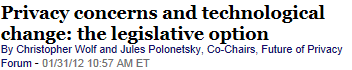 Privacy concerns and technological
change: the legislative option
By Christopher Wolf and Jules Polonetsky, Co-Chairs, Future of Privacy
Forum - 01/31/12 10:57 AM ET